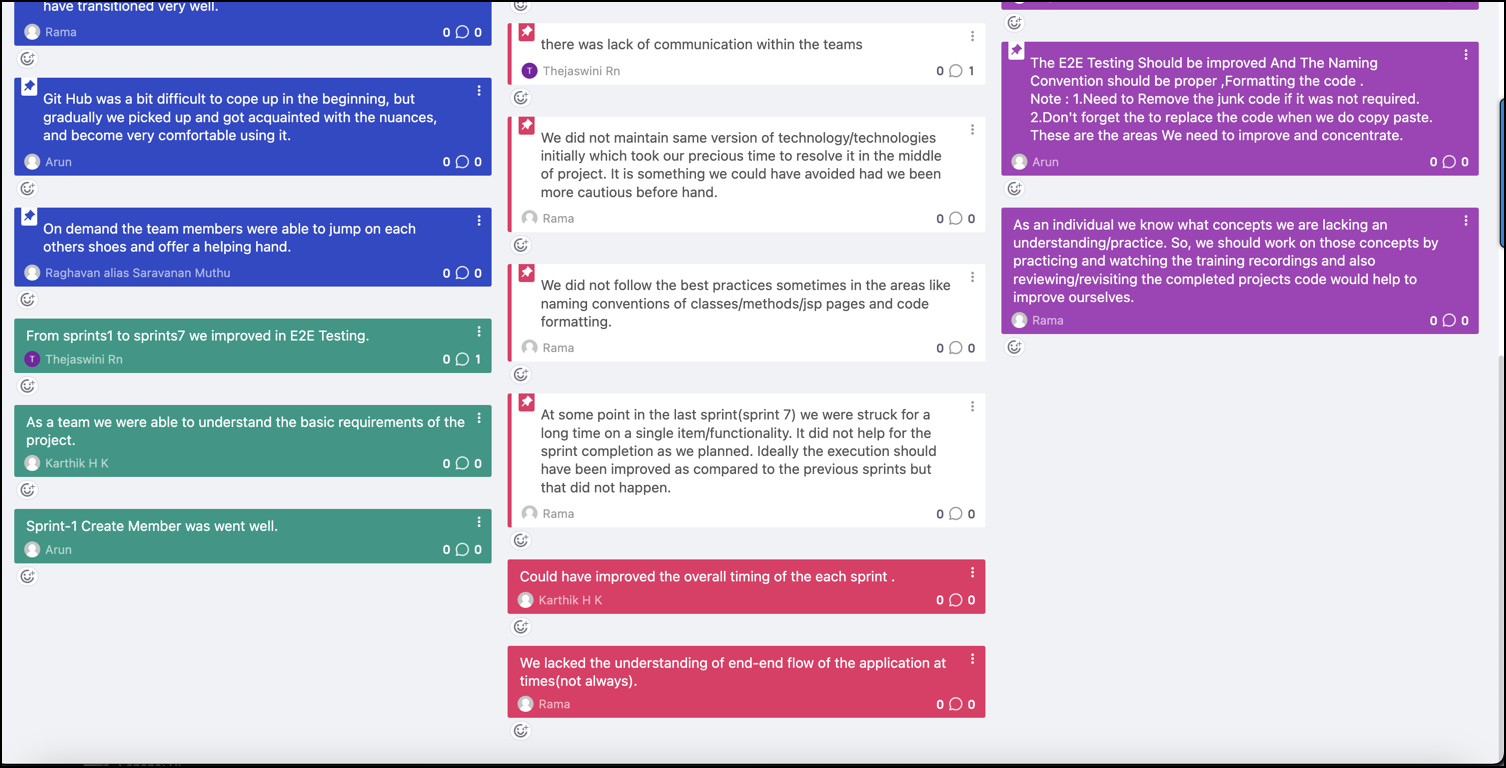 have transitioned very well.
Rama
0 0
Git Hub was a bit difficult to cope up in the beginning, but
gradually we picked up and got acquainted with the nuances,
and become very comfortable using it.
Arun
0 0
On demand the team members were able to jump on each
others shoes and offer a helping hand.
Raghavan alias Saravanan Muthu
0 0
From sprints1 to sprints7 we improved in E2E Testing.
T Thejaswini Rn
0 1
As a team we were able to understand the basic requirements of the
project.
Karthik H K
0 0
Sprint-1 Create Member was went well.
Arun
0 0
there was lack of communication within the teams
T Thejaswini Rn
0 1
We did not maintain same version of technology/technologies
initially which took our precious time to resolve it in the middle
of project. It is something we could have avoided had we been
more cautious before hand.
Rama
0 0
We did not follow the best practices sometimes in the areas like
naming conventions of classes/methods/jsp pages and code
formatting.
Rama
0 0
At some point in the last sprint(sprint 7) we were struck for a
long time on a single item/functionality. It did not help for the
sprint completion as we planned. Ideally the execution should
have been improved as compared to the previous sprints but
that did not happen.
Rama
0 0
Could have improved the overall timing of the each sprint .
Karthik H K
0 0
We lacked the understanding of end-end flow of the application at
times(not always).
Rama
0 0
The E2E Testing Should be improved And The Naming
Convention should be proper ,Formatting the code .
Note : 1.Need to Remove the junk code if it was not required.
2.Don't forget the to replace the code when we do copy paste.
These are the areas We need to improve and concentrate.
Arun
0 0
As an individual we know what concepts we are lacking an
understanding/practice. So, we should work on those concepts by
practicing and watching the training recordings and also
reviewing/revisiting the completed projects code would help to
improve ourselves.
Rama
0 0